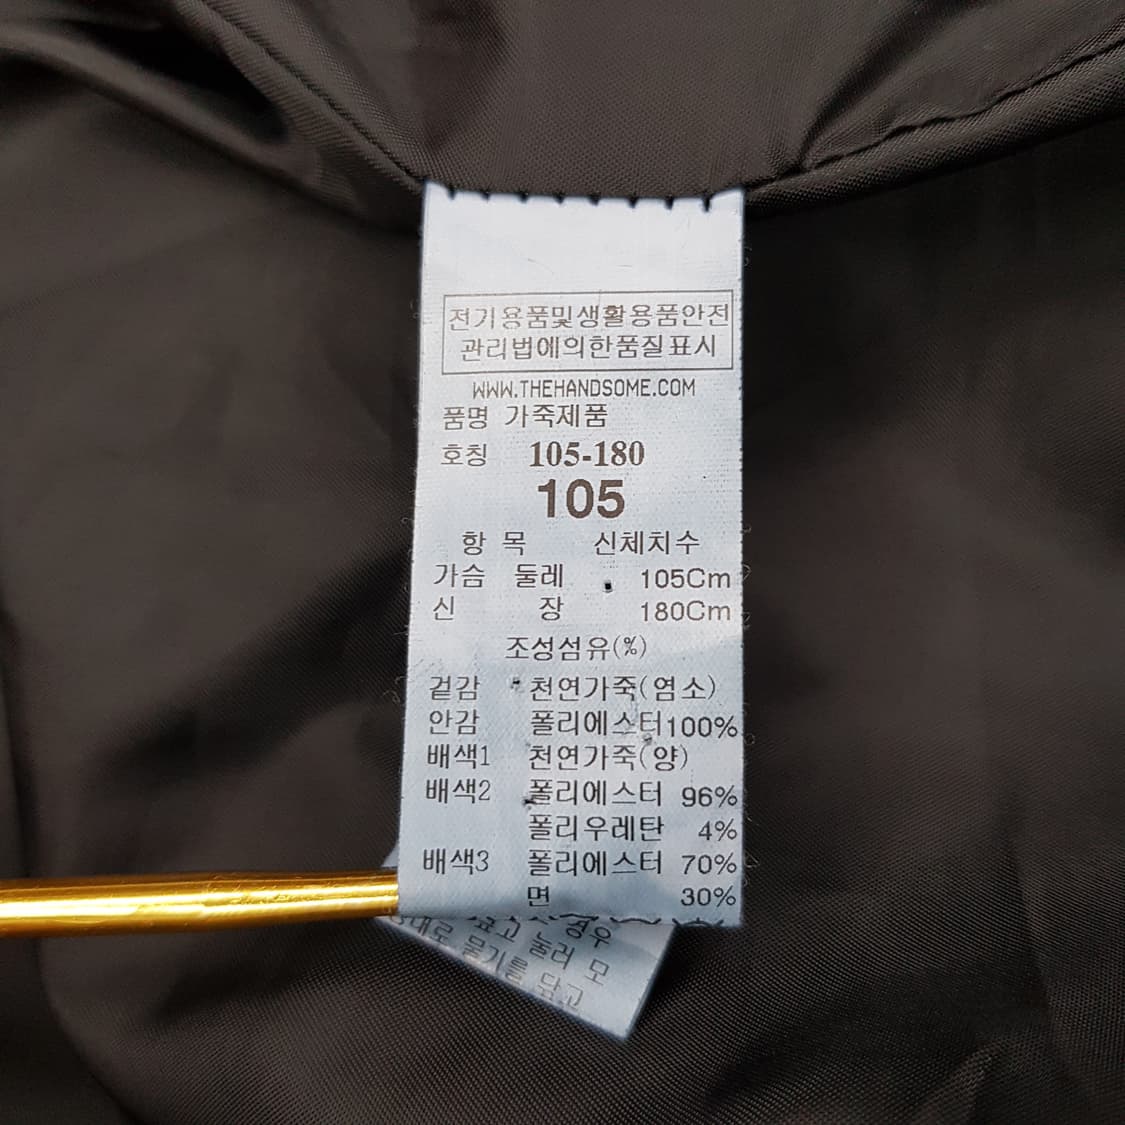 전기용품및생활용품안전
관리법에의한품질표시
WWW.THEHANDSOME.COM
품명 가죽제품
호칭 105-180
105
항 목 신체치수
가슴 둘레 105Cm
신 장 180Cm
조성섬유(%)
겉감 천연가죽(염소)
안감 폴리에스터100%
배색1 천연가죽(양)
배색2 폴리에스터 96%
폴리우레탄 4%
배색3 폴리에스터 70%
면 30%
경우
눌러 모
물기를 닦고